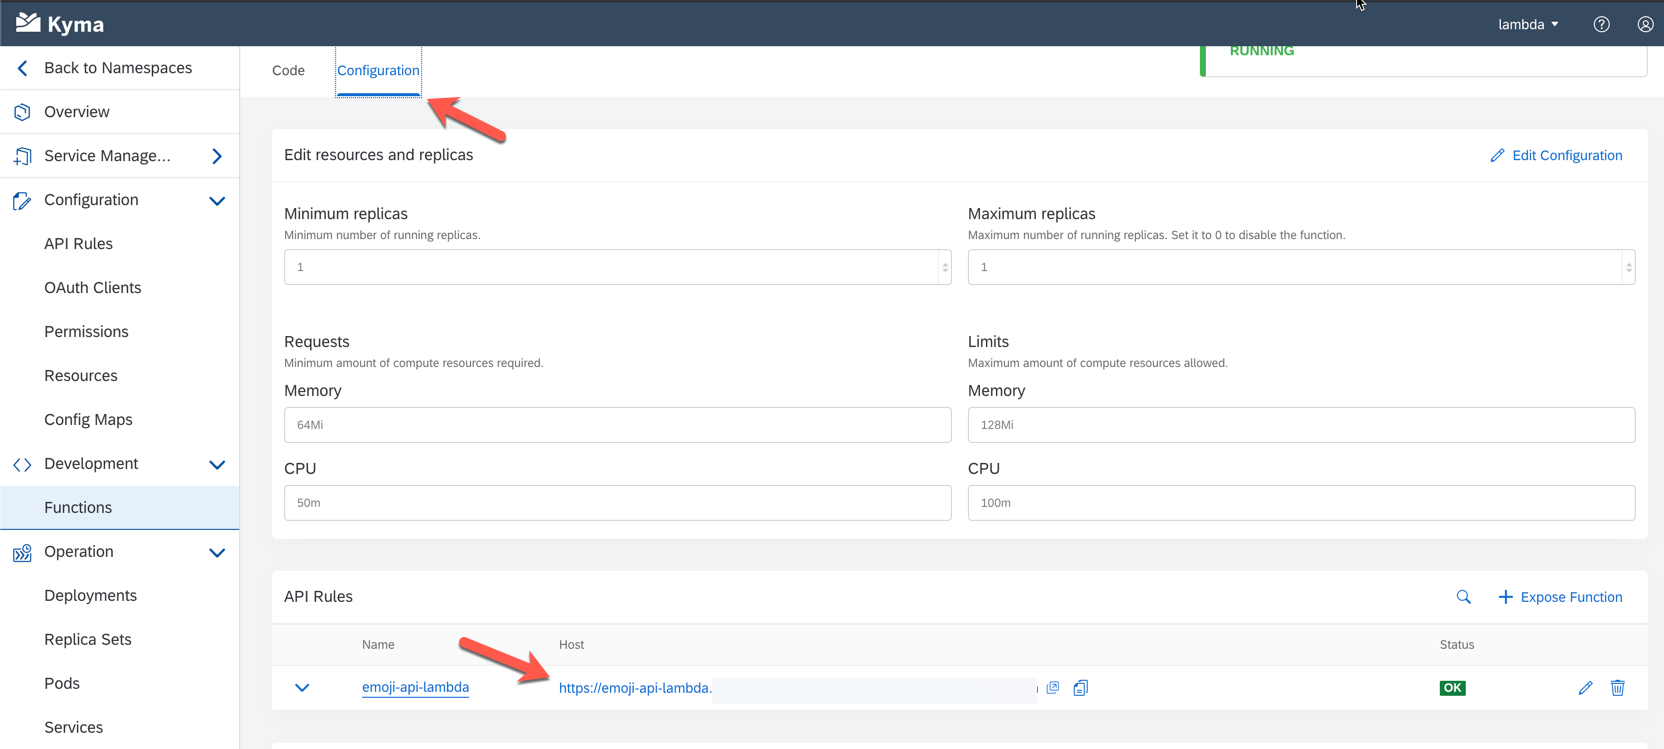 Kyma
lambda
Back to Namespaces
Overview
Service Manage...
Configuration
API Rules
OAuth Clients
Permissions
Resources
Config Maps
Development
Functions
Operation
Deployments
Replica Sets
Pods
Services
Code
Configuration
RUNNING
Edit resources and replicas
Edit Configuration
Minimum replicas
Minimum number of running replicas.
1
Maximum replicas
Maximum number of running replicas. Set it to 0 to disable the function.
1
Requests
Minimum amount of compute resources required.
Memory
64Mi
CPU
50m
Limits
Maximum amount of compute resources allowed.
Memory
128Mi
CPU
100m
API Rules
Expose Function
Name Host Status
emoji-api-lambda https://emoji-api-lambda. OK